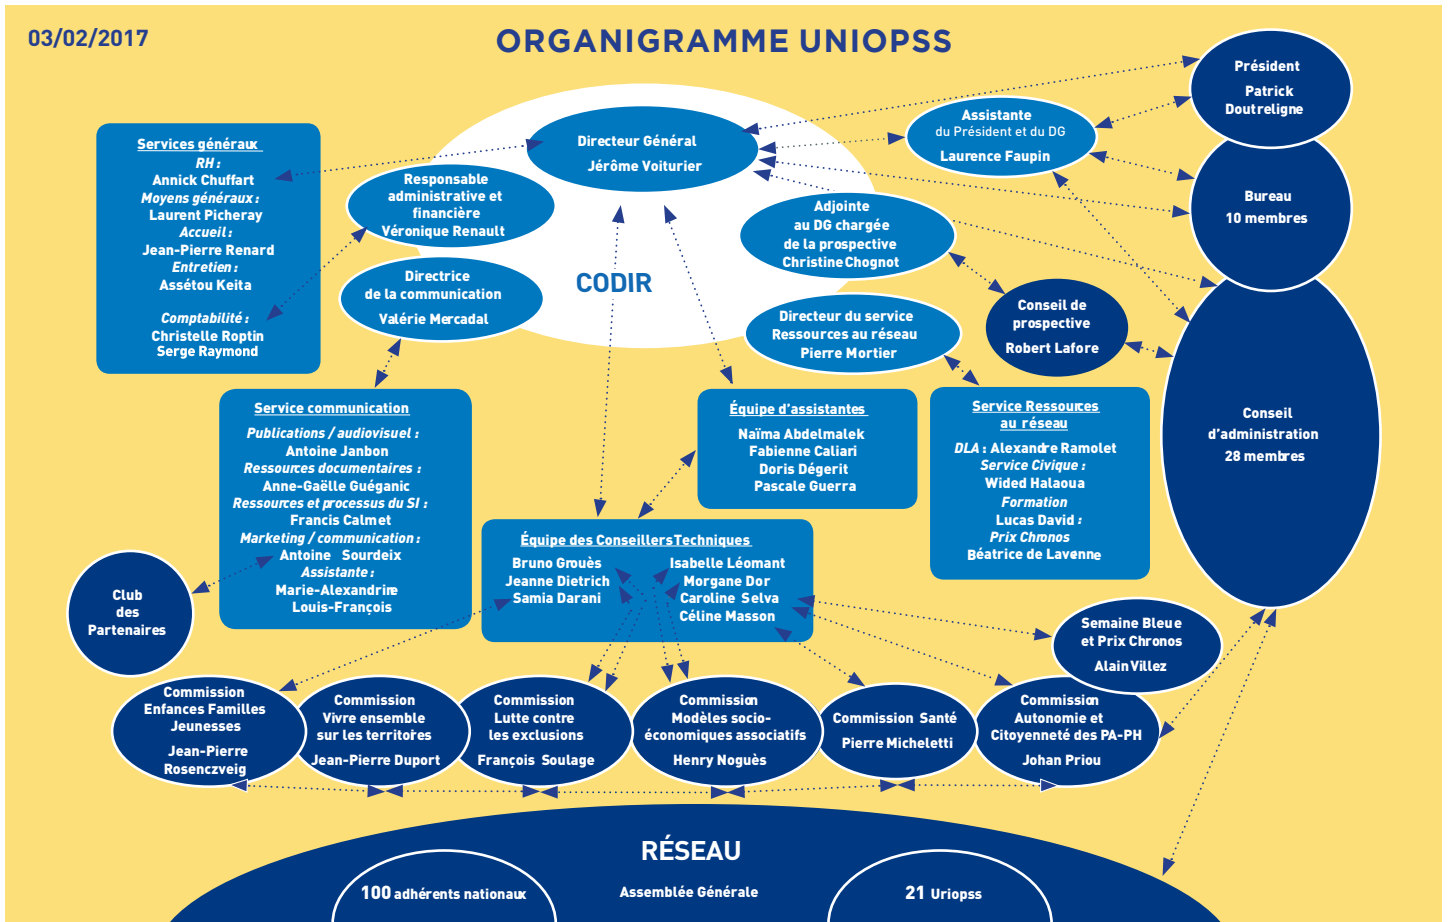 03/02/2017
ORGANIGRAMME UNIOPSS
Président
Patrick
Doutreligne
Assistante
du Président et du DG
Laurence Faupin
Directeur Général
Jérôme Voiturier
Services généraux
RH :
Annick Chuffart
Moyens généraux :
Laurent Picheray
Accueil :
Jean-Pierre Renard
Entretien :
Assétou Keita
Comptabilité :
Christelle Roptin
Serge Raymond
Responsable
administrative et
financière
Véronique Renault
Adjointe
au DG chargée
de la prospective
Christine Chognot
Bureau
10 membres
CODIR
Directrice
de la communication
Valérie Mercadal
Directeur du service
Ressources au réseau
Pierre Mortier
Conseil de
prospective
Robert Lafore
Conseil
d'administration
28 membres
Service communication
Publications / audiovisuel :
Antoine Janbon
Ressources documentaires :
Anne-Gaëlle Guéganic
Ressources et processus du SI :
Francis Calmet
Marketing / communication :
Antoine Sourdeix
Assistante :
Marie-Alexandrine
Louis-François
Équipe d'assistantes
Naïma Abdelmalek
Fabienne Caliari
Doris Dégerit
Pascale Guerra
Service Ressources
au réseau
DLA : Alexandre Ramolet
Service Civique :
Wided Halaoua
Formation
Lucas David :
Prix Chronos
Béatrice de Lavenne
Équipe des Conseillers Techniques
Bruno Grouès
Jeanne Dietrich
Samia Darani
Isabelle Léomant
Morgane Dor
Caroline Selva
Céline Masson
Club
des
Partenaires
Semaine Bleue
et Prix Chronos
Alain Villez
Commission
Enfances Familles
Jeunesses
Jean-Pierre
Rosenczveig
Commission
Vivre ensemble
sur les territoires
Jean-Pierre Duport
Commission
Lutte contre
les exclusions
François Soulage
Commission
Modèles socio-
économiques associatifs
Henry Noguès
Commission Santé
Pierre Micheletti
Commission
Autonomie et
Citoyenneté des PA-PH
Johan Priou
RÉSEAU
100 adhérents nationaux
Assemblée Générale
21 Uriopss